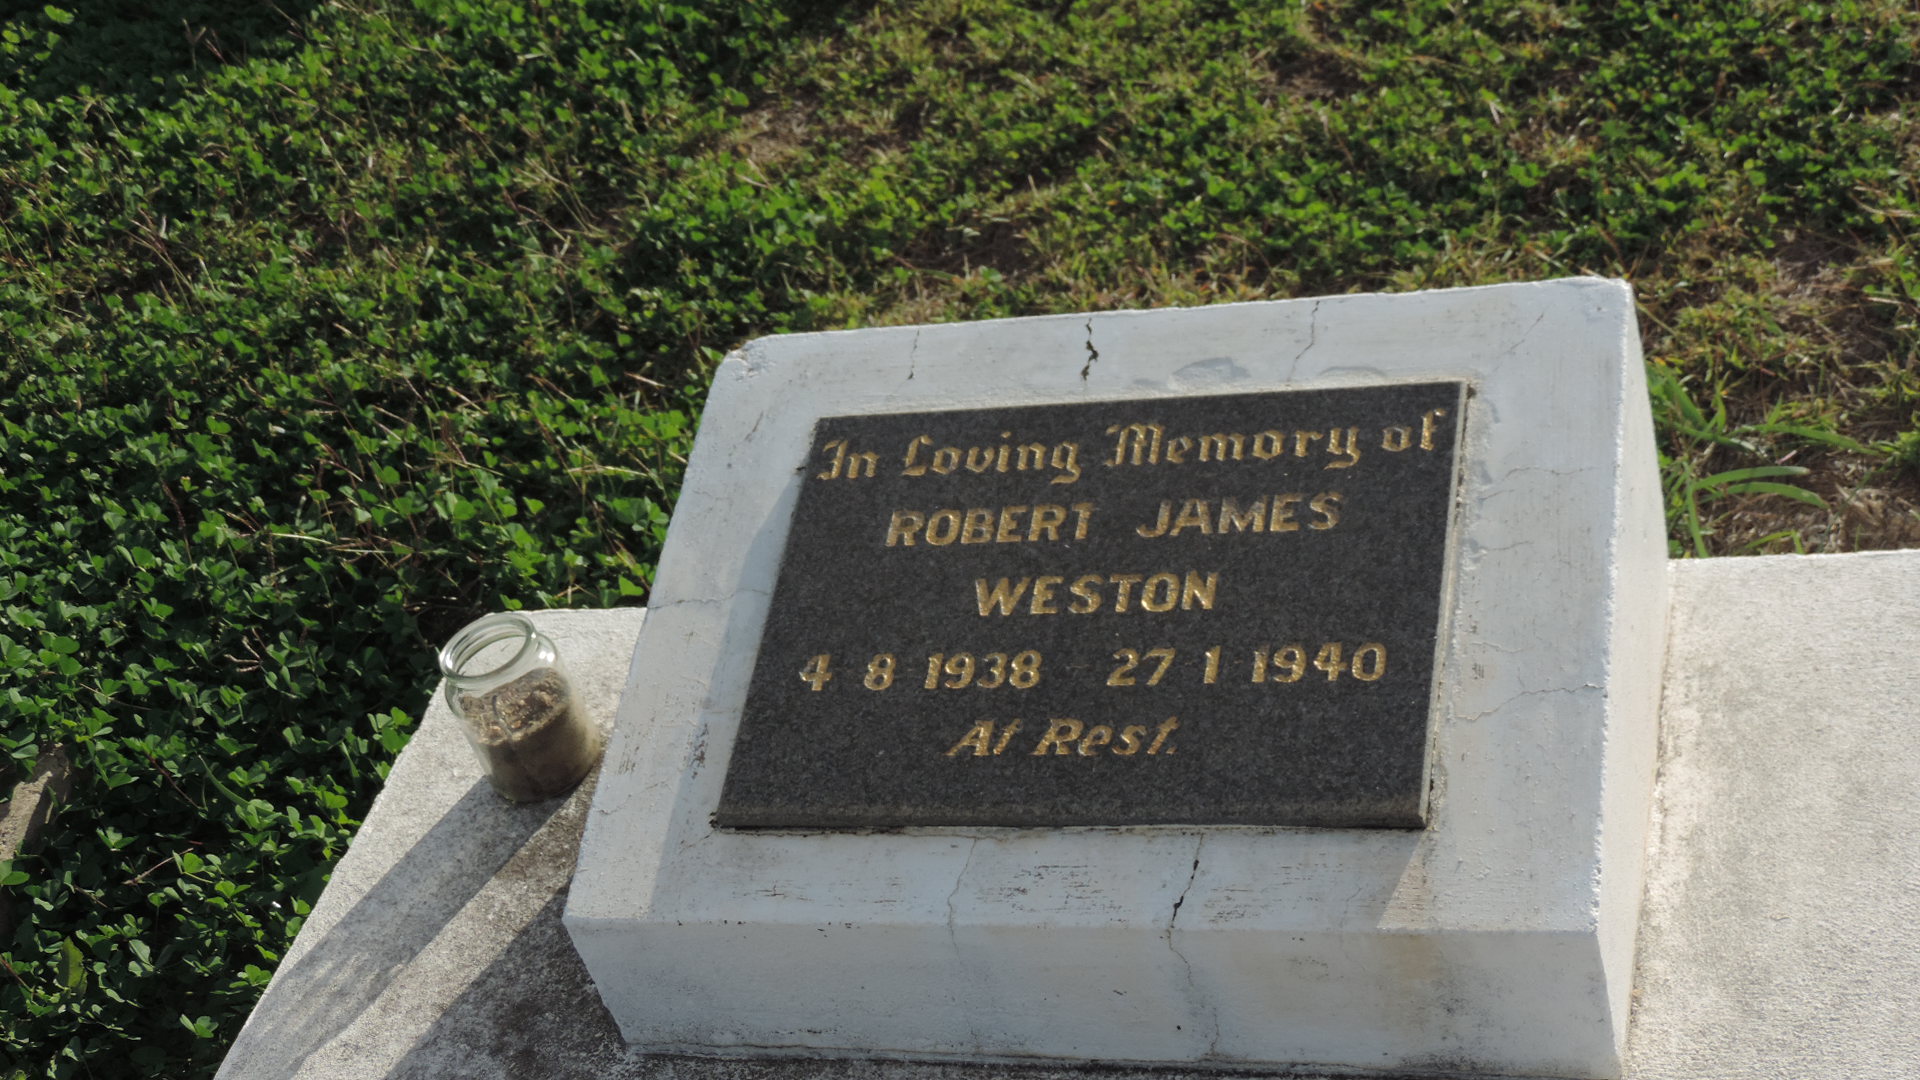 In Loving Memory of
ROBERT JAMES
WESTON
4 8 1938 27 1 1940
At Rest.